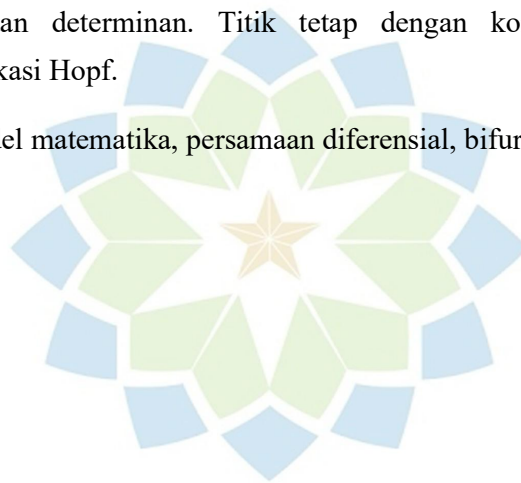 an determinan. Titik tetap dengan ko
kasi Hopf.
el matematika, persamaan diferensial, bifur